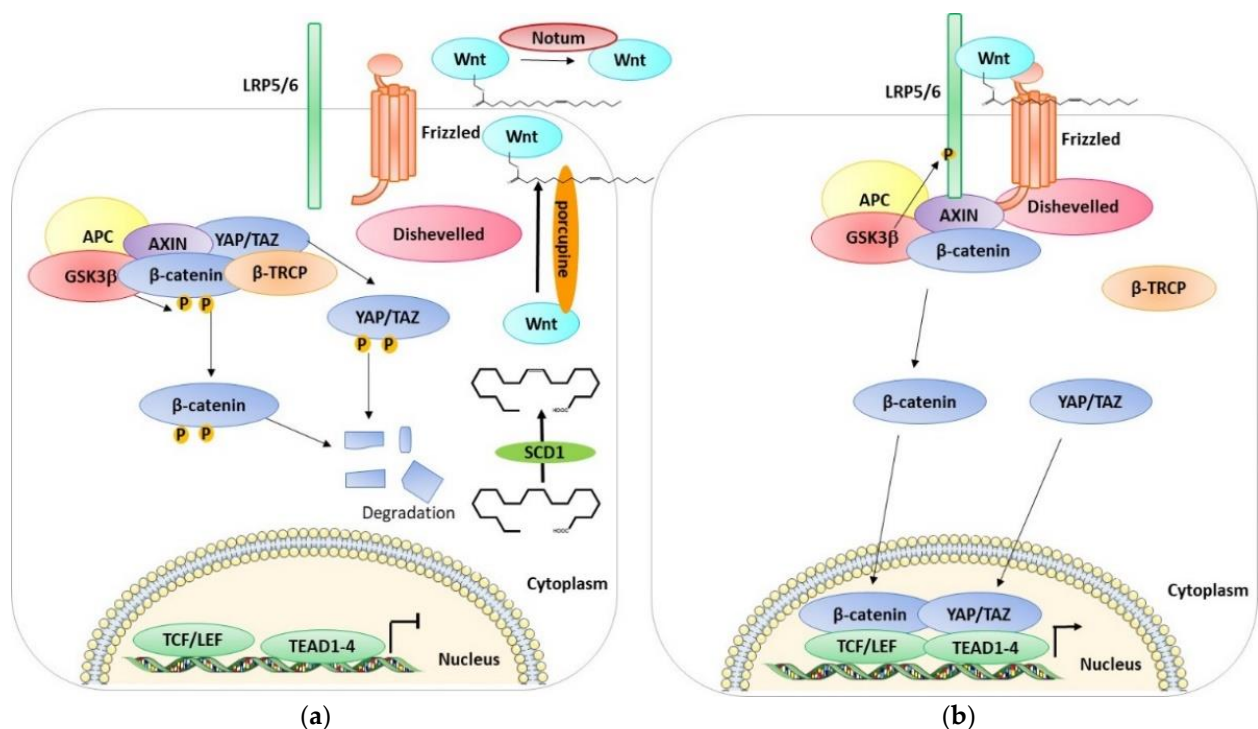 Notum
Wnt
Wnt
LRP5/6
Frizzled
Wnt
porcupine
APC
AXIN
YAP/TAZ
GSK3β
β-catenin
β-TRCP
P P
Dishevelled
YAP/TAZ
P P
Wnt
β-catenin
P P
HOOC
SCD1
HOOC
Degradation
Cytoplasm
TCF/LEF
TEAD1-4
Nucleus
(a)
Wnt
LRP5/6
Frizzled
P
APC
AXIN
Dishevelled
GSK3β
β-catenin
β-TRCP
β-catenin
YAP/TAZ
Cytoplasm
β-catenin
YAP/TAZ
TCF/LEF
TEAD1-4
Nucleus
(b)